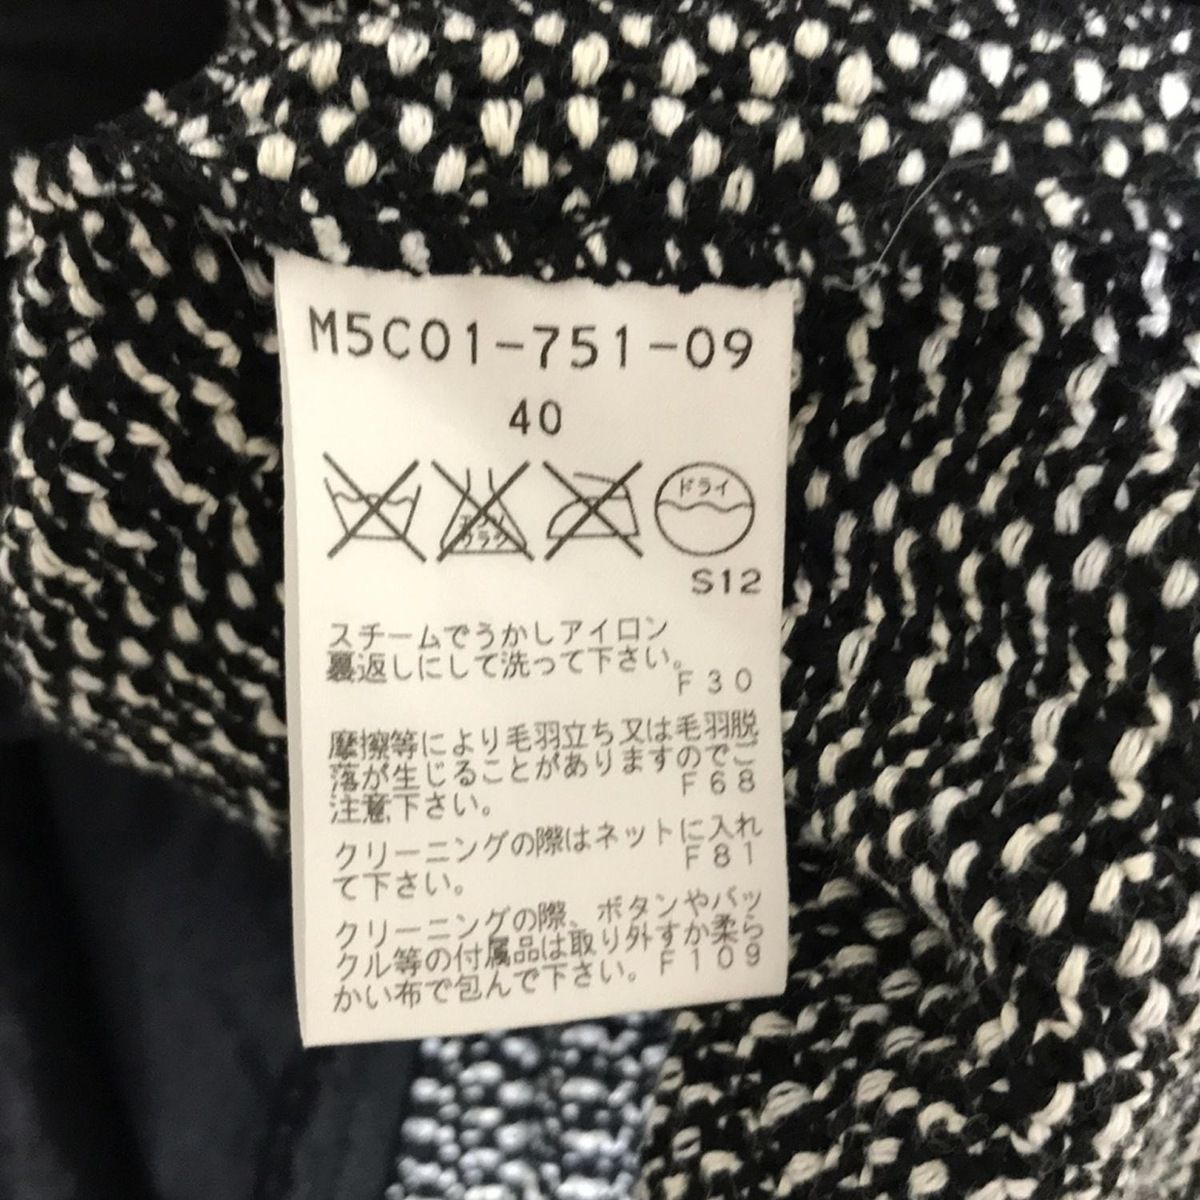 M5C01-751-09
40
エンソ
サラシ
ドライ
S12
スチームでうかしアイロン
裏返しにして洗って下さい。
F30
摩擦等により毛羽立ち又は毛羽脱
落が生じることがありますのでご
注意下さい。
F68
クリーニングの際はネットに入れ
て下さい。
F81
クリーニングの際、ボタンやバッ
クル等の付属品は取り外すか柔ら
かい布で包んで下さい。F109